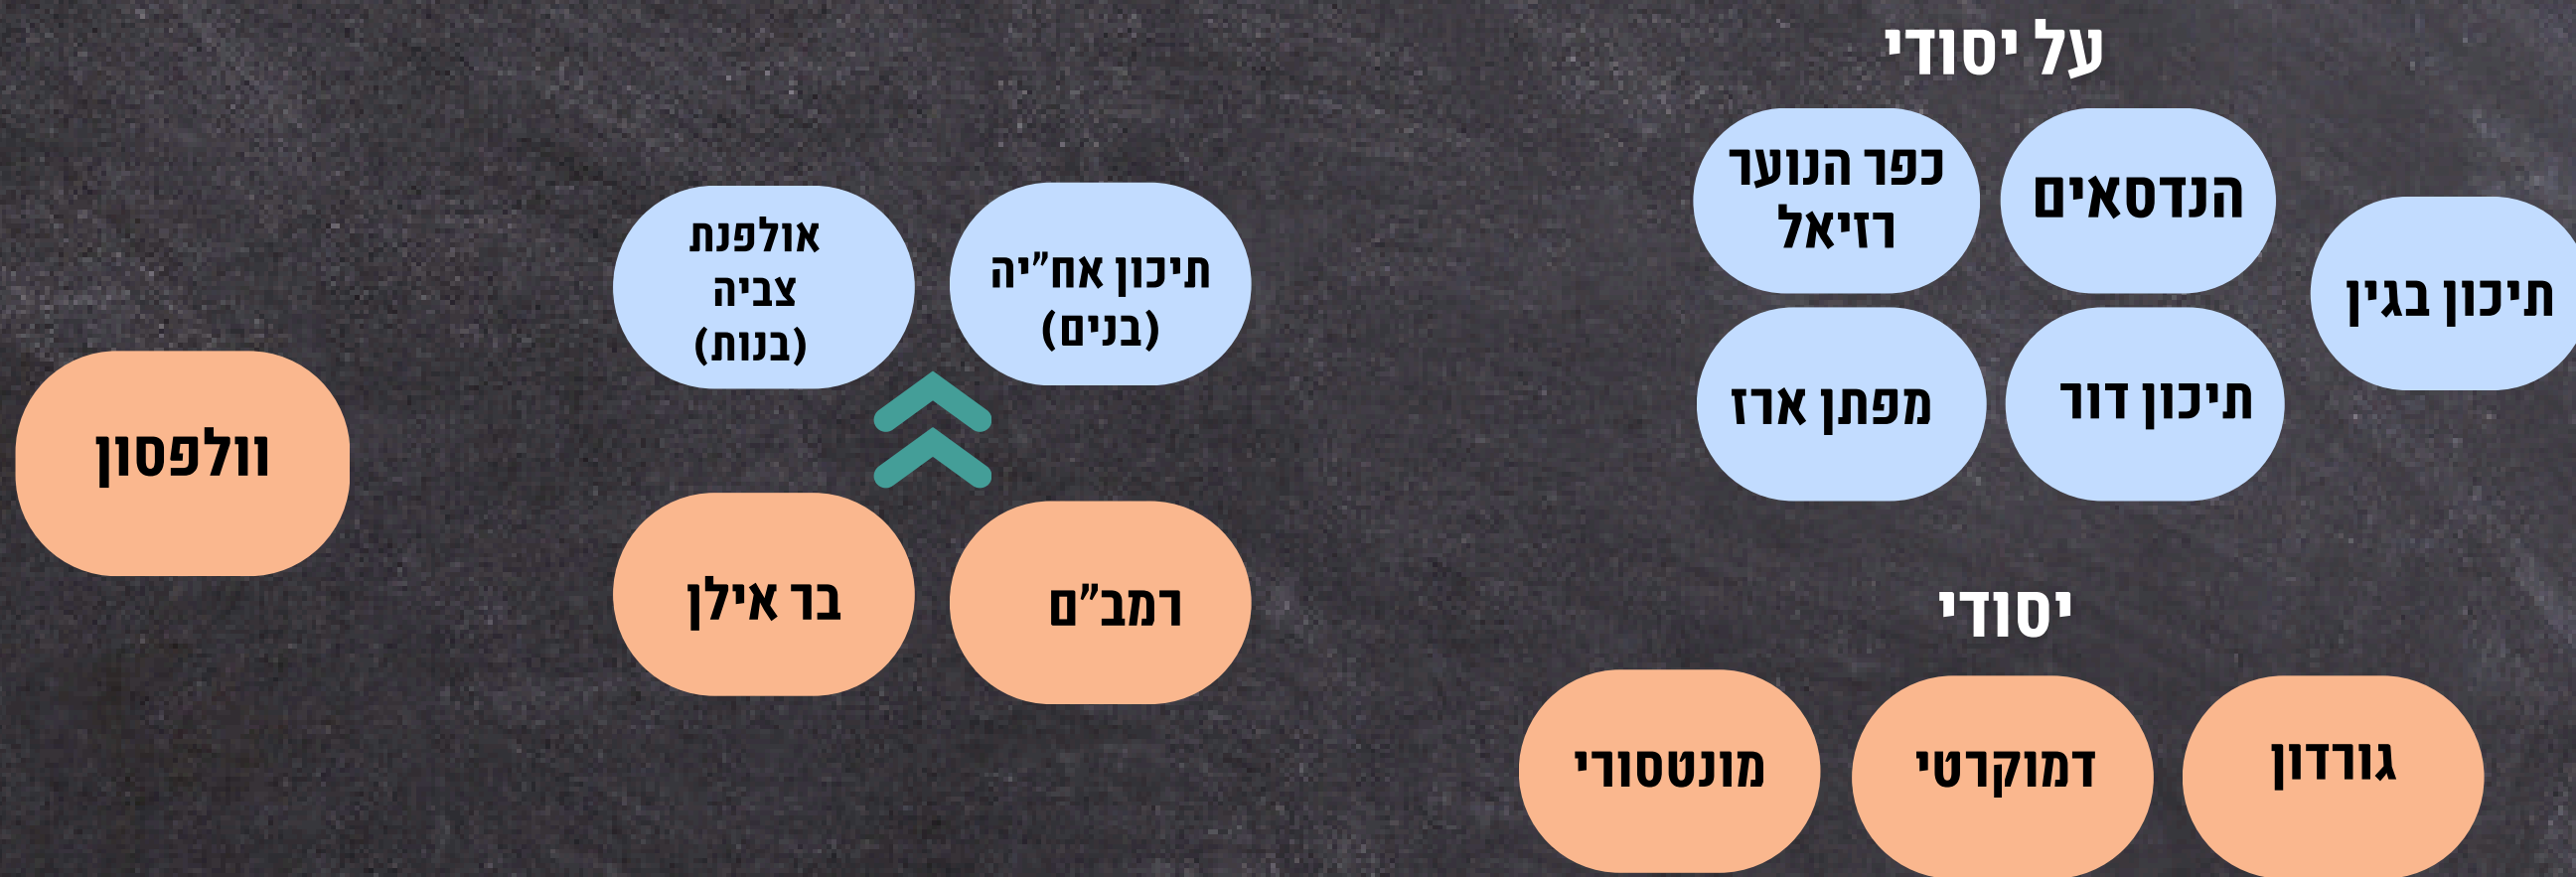 על יסודי
הנדסאים
כפר הנוער
רזיאל
תיכון בגין
תיכון דור
מפתן ארז
יסודי
גורדון
דמוקרטי
מונטסורי
תיכון אח"יה
(בנים)
אולפנת
צביה
(בנות)
רמב"ם
בר אילן
וולפסון